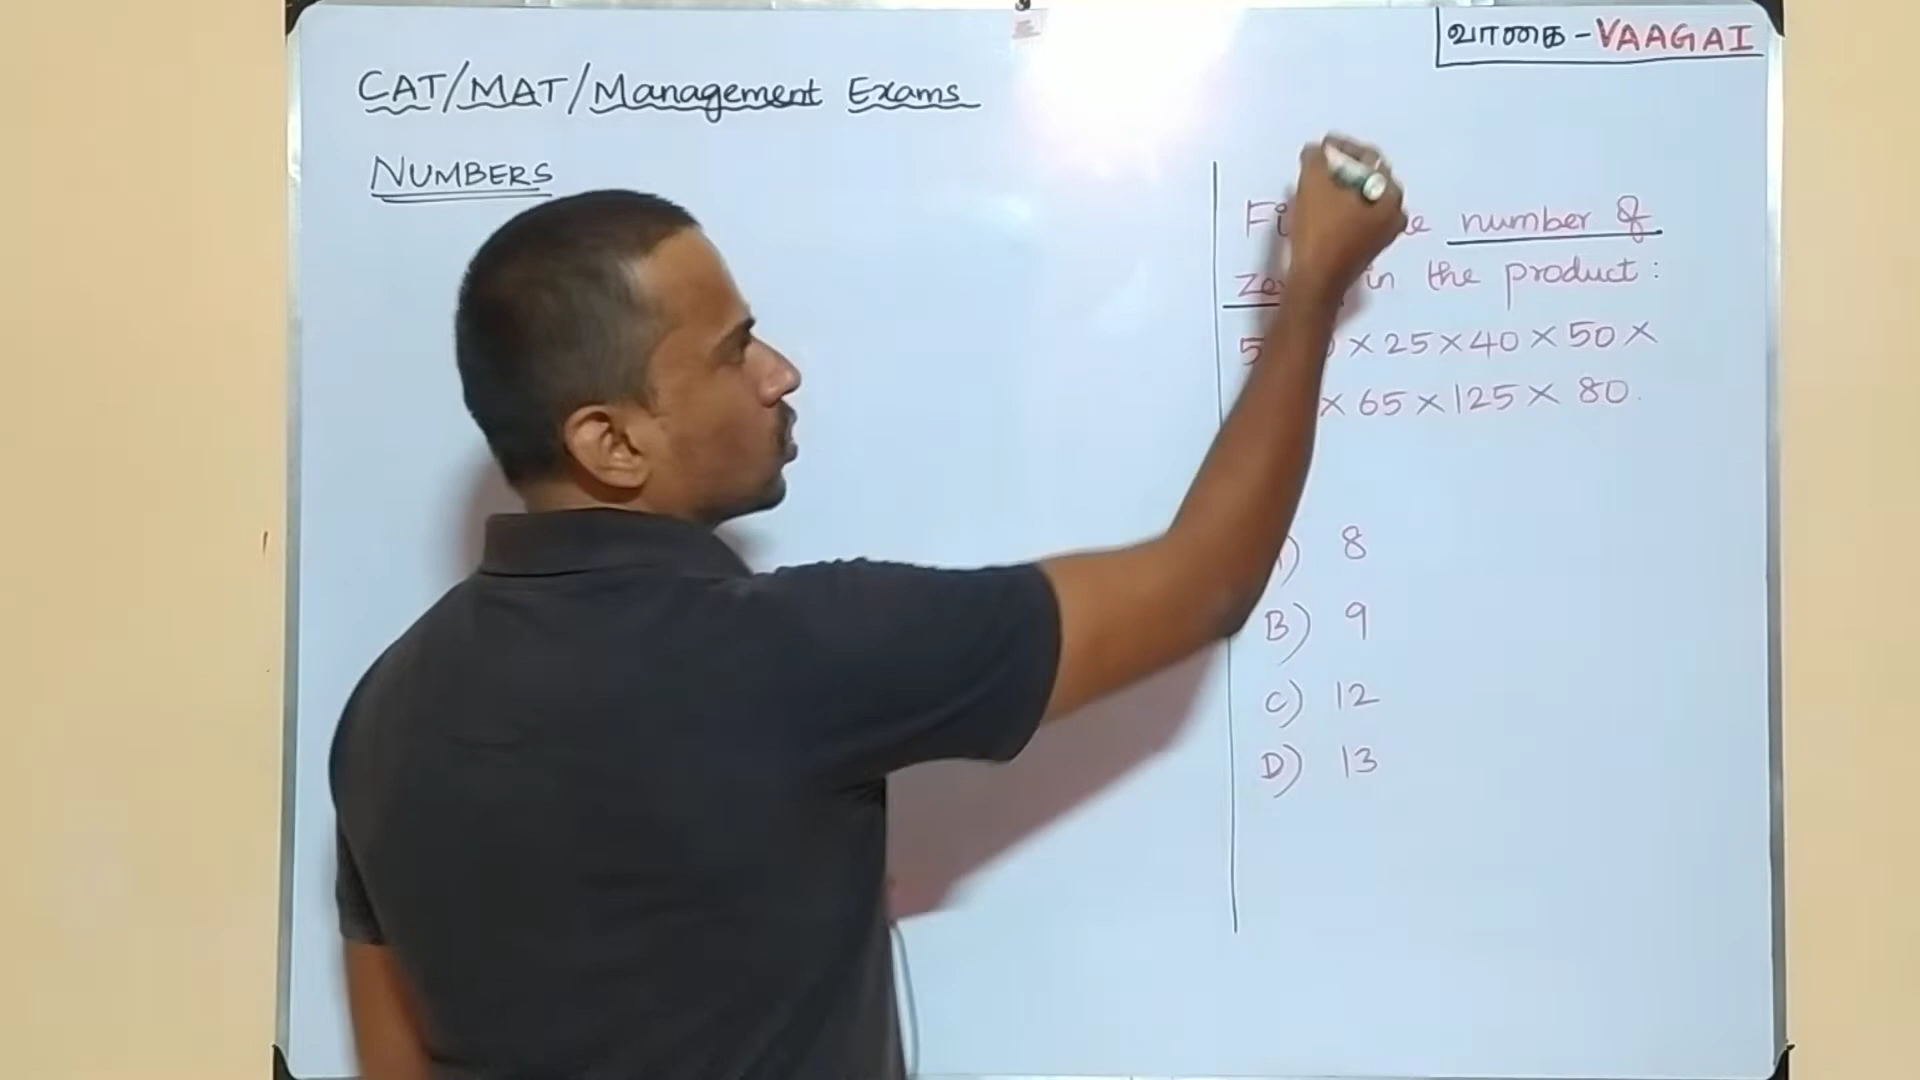 வாகை - VAAGAI
CAT/MAT/Management Exams
NUMBERS
number of
in the product :
× 25 × 40 × 50 ×
× 65 × 125 × 80.
8
B) 9
C) 12
D) 13